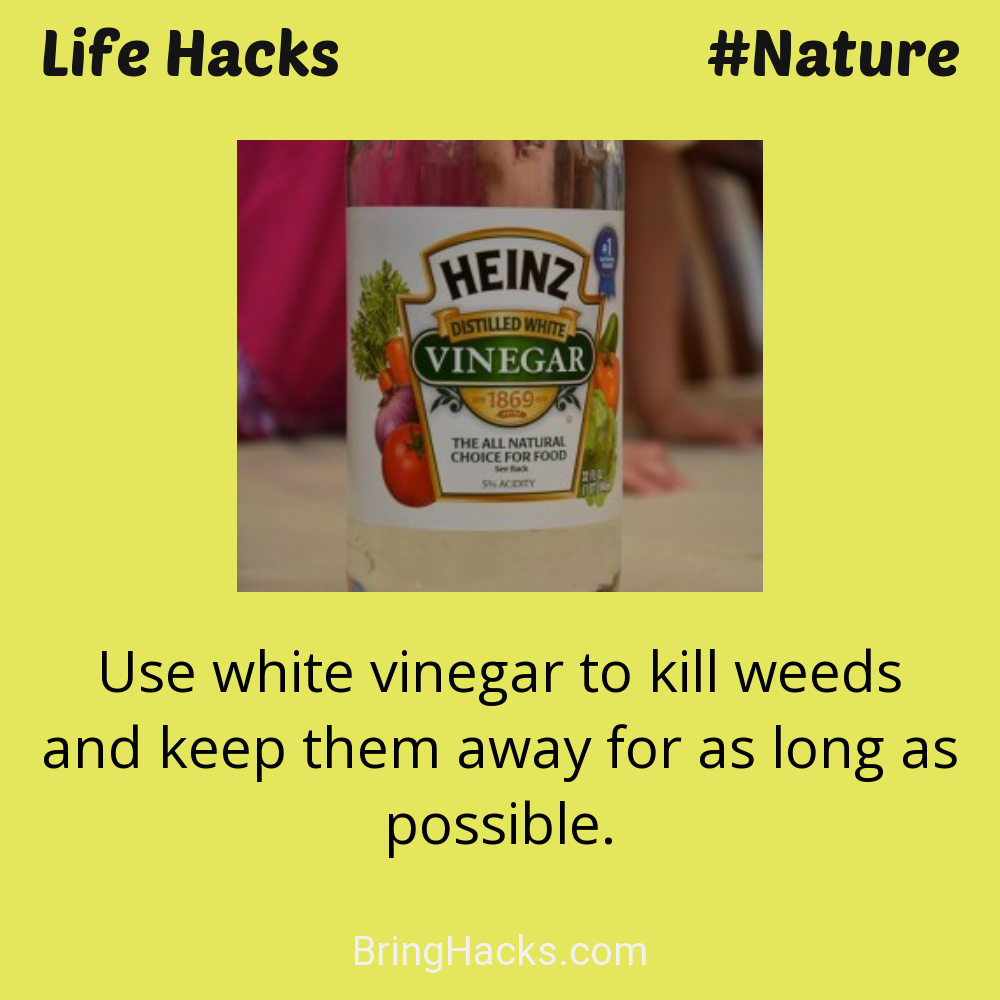 Life Hacks #Nature
HEINZ
#1
DISTILLED WHITE
VINEGAR
1869
THE ALL NATURAL
CHOICE FOR FOOD
See Back
5% ACIDITY
Use white vinegar to kill weeds
and keep them away for as long as
possible.
BringHacks.com